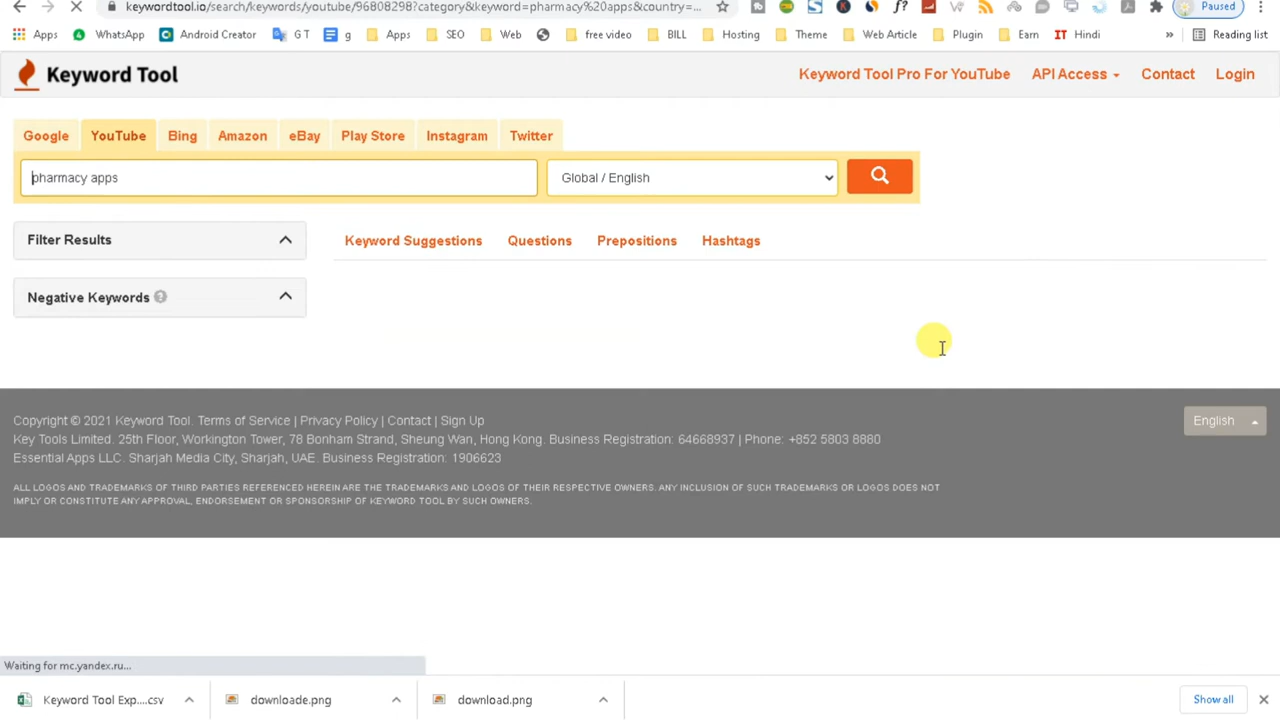 keywordtool.io/search/keywords/youtube/96808298?category&keyword=pharmacy%20apps&country=...
Paused
Apps WhatsApp Android Creator G T g Apps SEO Web free video BILL Hosting Theme Web Article Plugin Earn IT Hindi » Reading list
Keyword Tool
Keyword Tool Pro For YouTube API Access Contact Login
Google YouTube Bing Amazon eBay Play Store Instagram Twitter
pharmacy apps Global / English
Filter Results
Keyword Suggestions Questions Prepositions Hashtags
Negative Keywords ?
Copyright © 2021 Keyword Tool. Terms of Service | Privacy Policy | Contact | Sign Up
English
Key Tools Limited. 25th Floor, Workington Tower, 78 Bonham Strand, Sheung Wan, Hong Kong. Business Registration: 64668937 | Phone: +852 5803 8880
Essential Apps LLC. Sharjah Media City, Sharjah, UAE. Business Registration: 1906623
ALL LOGOS AND TRADEMARKS OF THIRD PARTIES REFERENCED HEREIN ARE THE TRADEMARKS AND LOGOS OF THEIR RESPECTIVE OWNERS. ANY INCLUSION OF SUCH TRADEMARKS OR LOGOS DOES NOT
IMPLY OR CONSTITUTE ANY APPROVAL, ENDORSEMENT OR SPONSORSHIP OF KEYWORD TOOL BY SUCH OWNERS.
Waiting for mc.yandex.ru...
Keyword Tool Exp....csv downloade.png download.png Show all